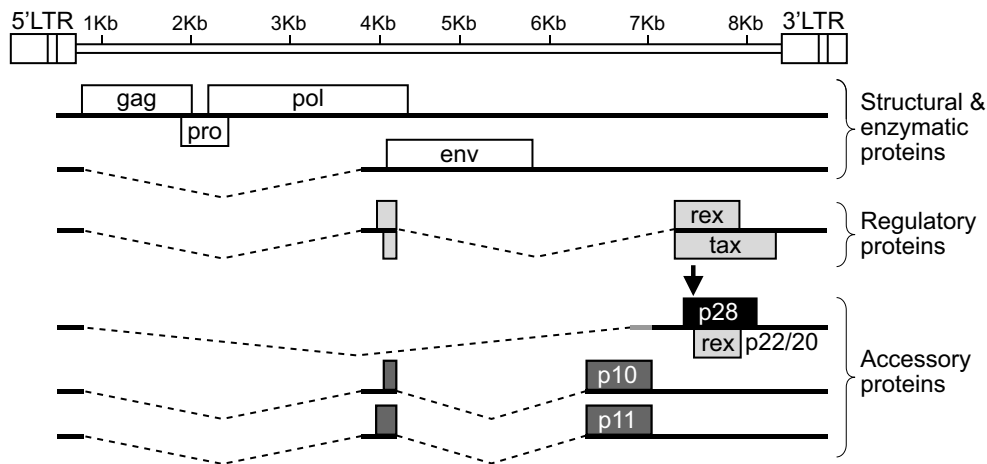 5'LTR 1Kb 2Kb 3Kb 4Kb 5Kb 6Kb 7Kb 8Kb 3'LTR
gag pol
pro
env
Structural &
enzymatic
proteins
rex
tax
Regulatory
proteins
p28
rex p22/20
p10
p11
Accessory
proteins